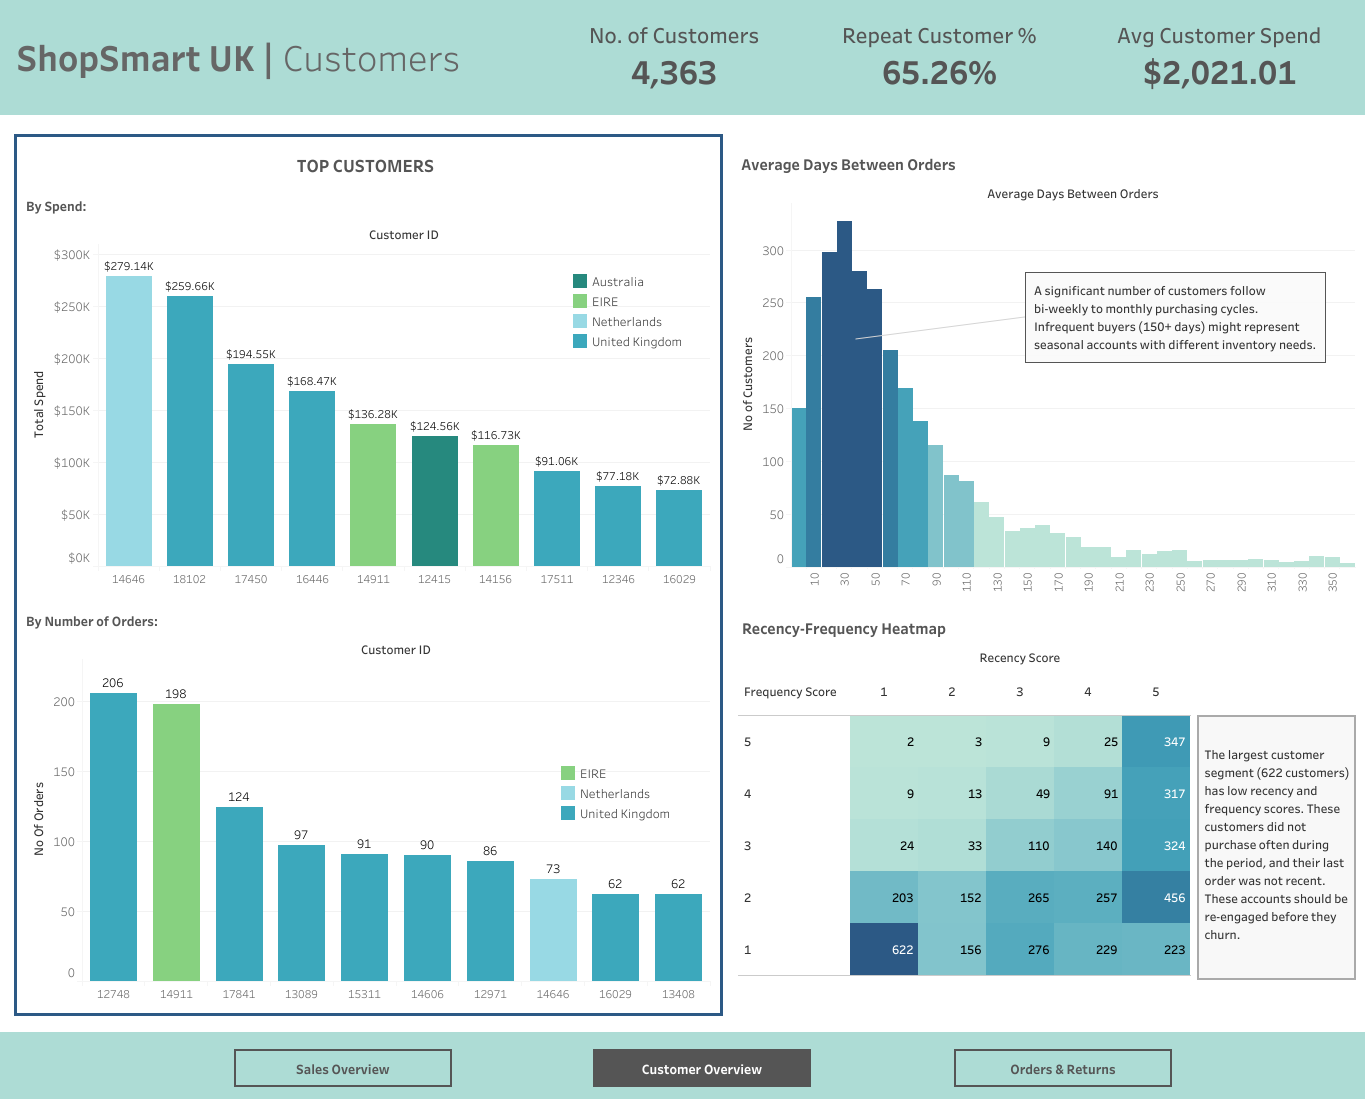 ShopSmart UK | Customers
No. of Customers
4,363
Repeat Customer %
65.26%
Avg Customer Spend
$2,021.01
TOP CUSTOMERS
By Spend:
Customer ID
Total Spend
$300K
$250K
$200K
$150K
$100K
$50K
$0K
$279.14K
$259.66K
$194.55K
$168.47K
$136.28K
$124.56K
$116.73K
$91.06K
$77.18K
$72.88K
Australia
EIRE
Netherlands
United Kingdom
14646 18102 17450 16446 14911 12415 14156 17511 12346 16029
By Number of Orders:
Customer ID
No Of Orders
200
150
100
50
0
206
198
124
97
91
90
86
73
62
62
EIRE
Netherlands
United Kingdom
12748 14911 17841 13089 15311 14606 12971 14646 16029 13408
Average Days Between Orders
Average Days Between Orders
No of Customers
300
250
200
150
100
50
0
A significant number of customers follow
bi-weekly to monthly purchasing cycles.
Infrequent buyers (150+ days) might represent
seasonal accounts with different inventory needs.
10 30 50 70 90 110 130 150 170 190 210 230 250 270 290 310 330 350
Recency-Frequency Heatmap
Recency Score
Frequency Score 1 2 3 4 5
5 2 3 9 25 347
4 9 13 49 91 317
3 24 33 110 140 324
2 203 152 265 257 456
1 622 156 276 229 223
The largest customer
segment (622 customers)
has low recency and
frequency scores. These
customers did not
purchase often during
the period, and their last
order was not recent.
These accounts should be
re-engaged before they
churn.
Sales Overview
Customer Overview
Orders & Returns